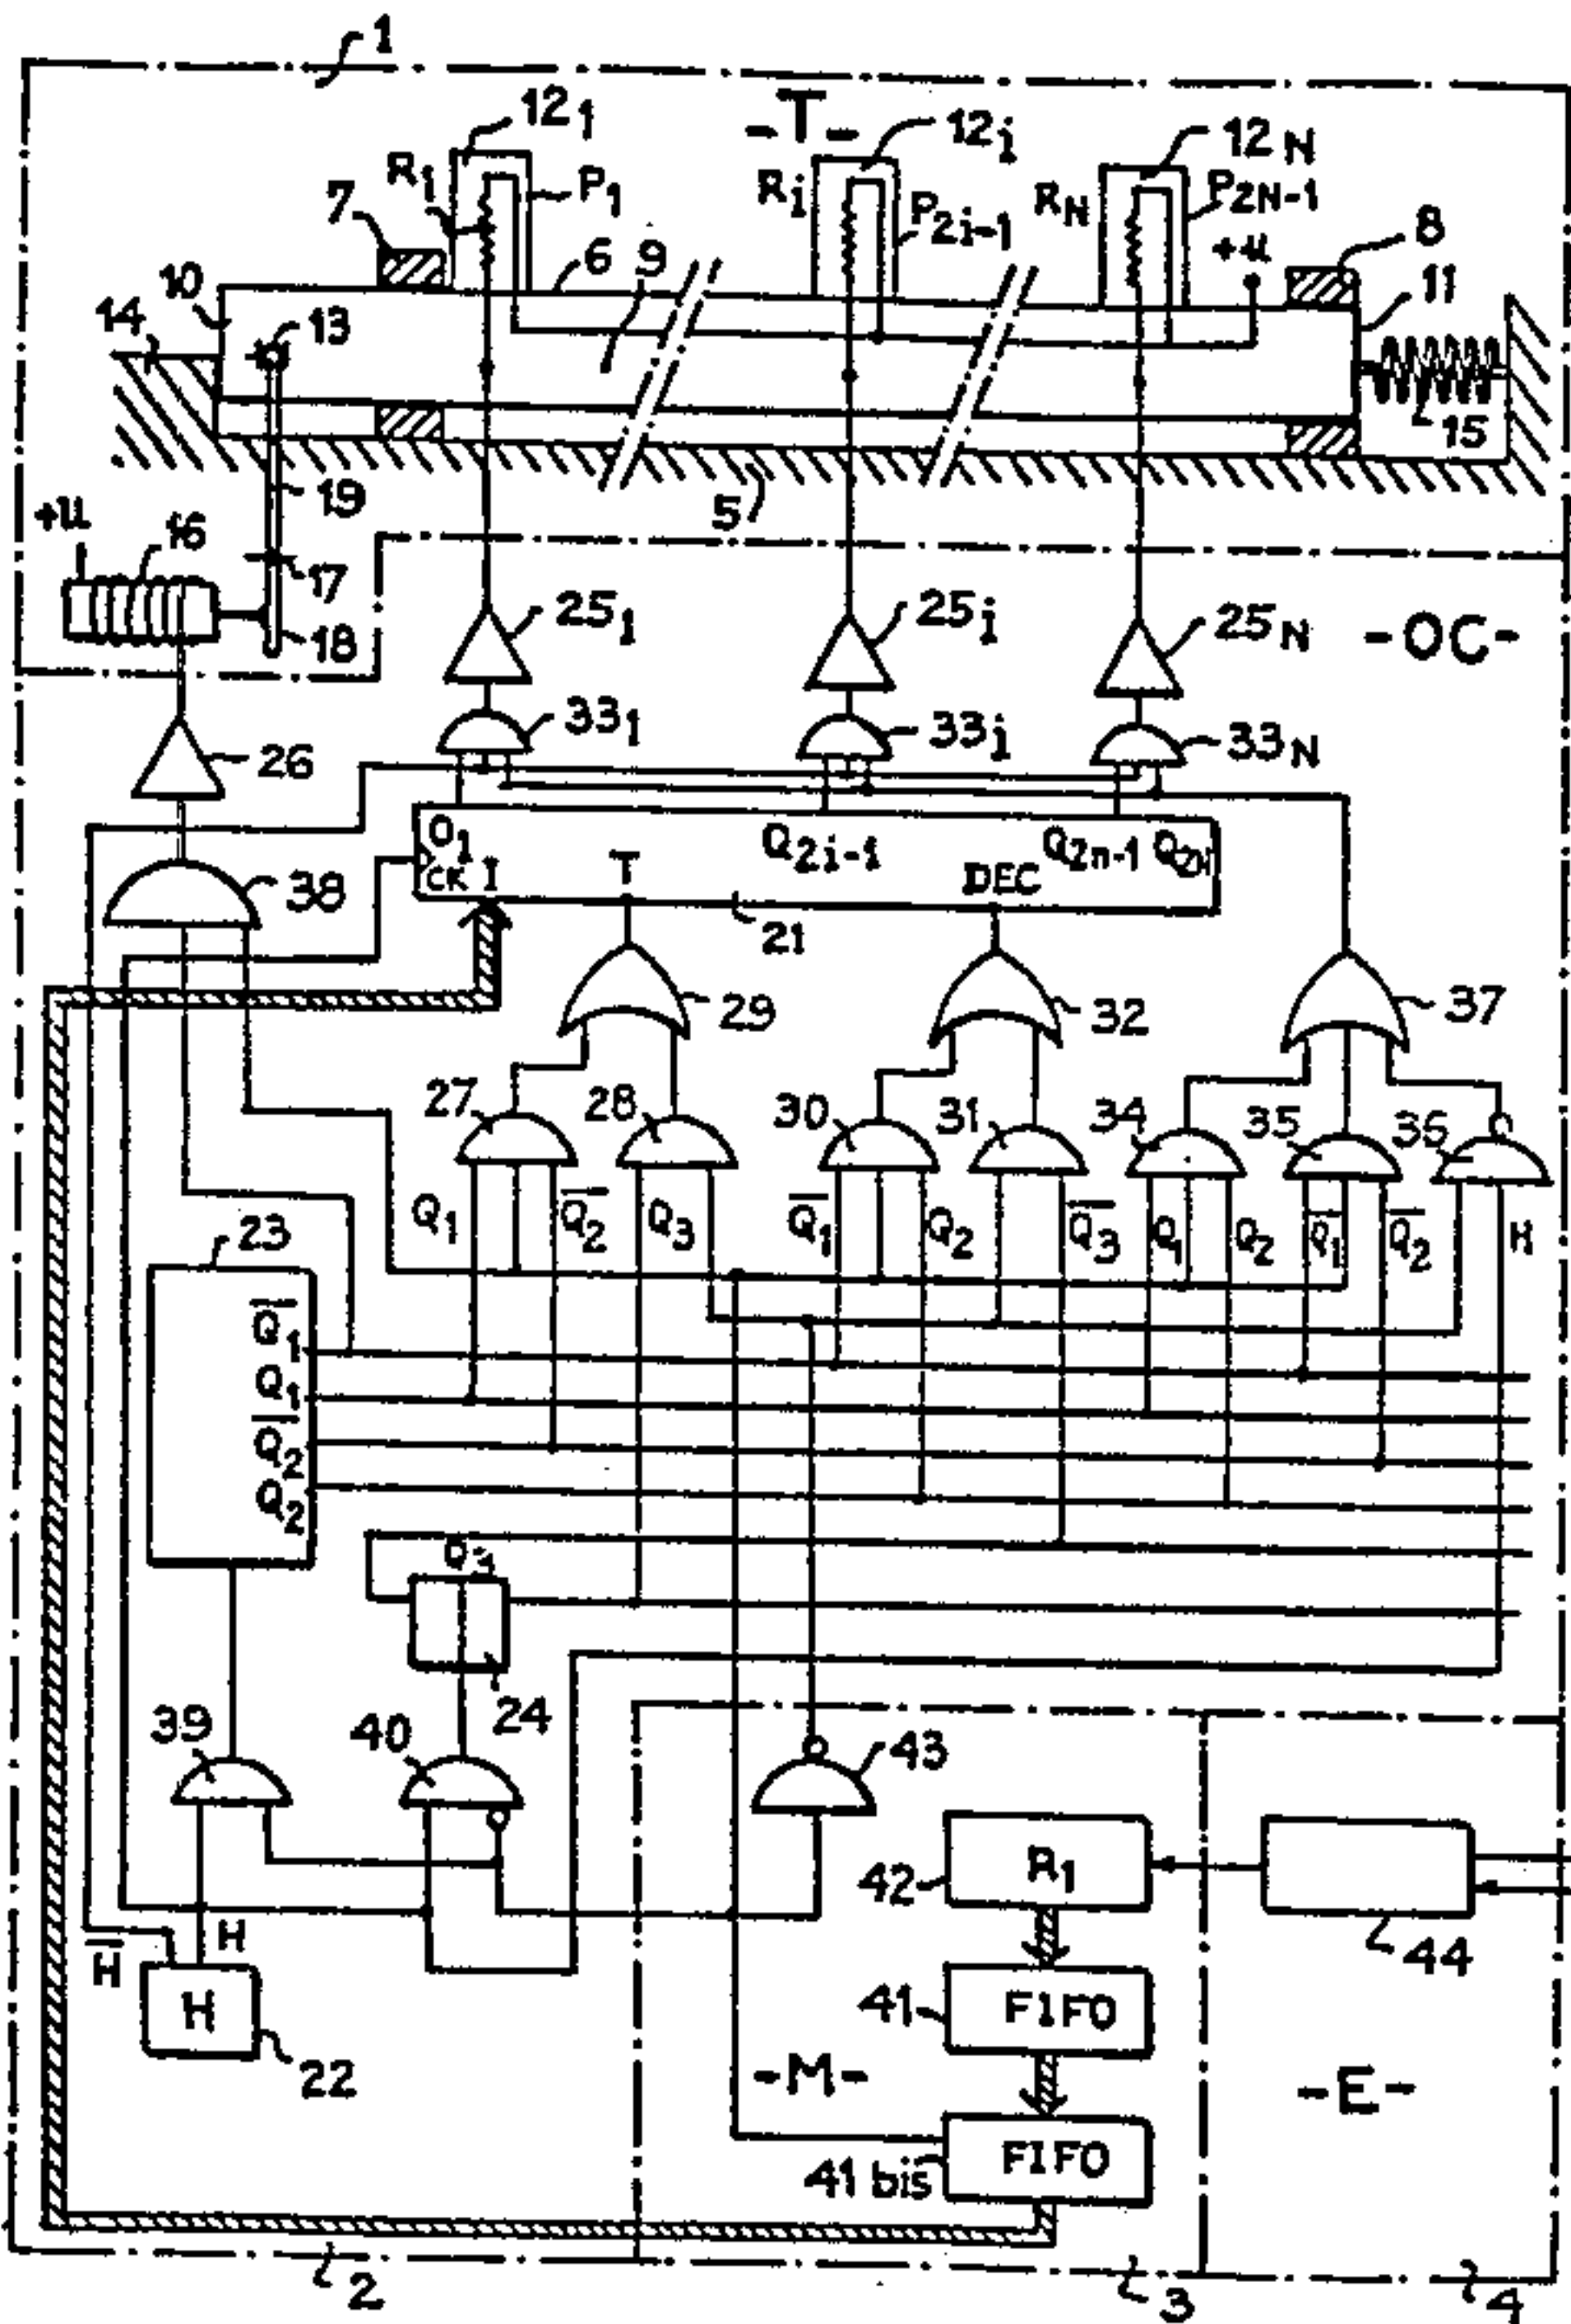 1
12₁ -T- 12i 12N
R₁ P₁ Ri P2i-1 RN P2N-1
7 +u 8
6 9
10 11
14 13
15
19 5
+u 16
17
18
25₁ 25i 25N -OC-
33₁ 33i 33N
26
O₁ Q2i-1 Q2n-1 Q2N
CK I T DEC
38
21
29 32 37
27 28 30 31 34 35 36
Q₁ Q̅₂ Q₃ Q̅₁ Q₂ Q̅₃ Q₁ Q₂ Q̅₁ Q̅₂ H
23
Q̅₁
Q₁
Q̅₂
Q₂
24
39 40 43
42 R₁
44
H̅ H
H 41 FIFO
22
-M- -E-
41 bis FIFO
2 3 4